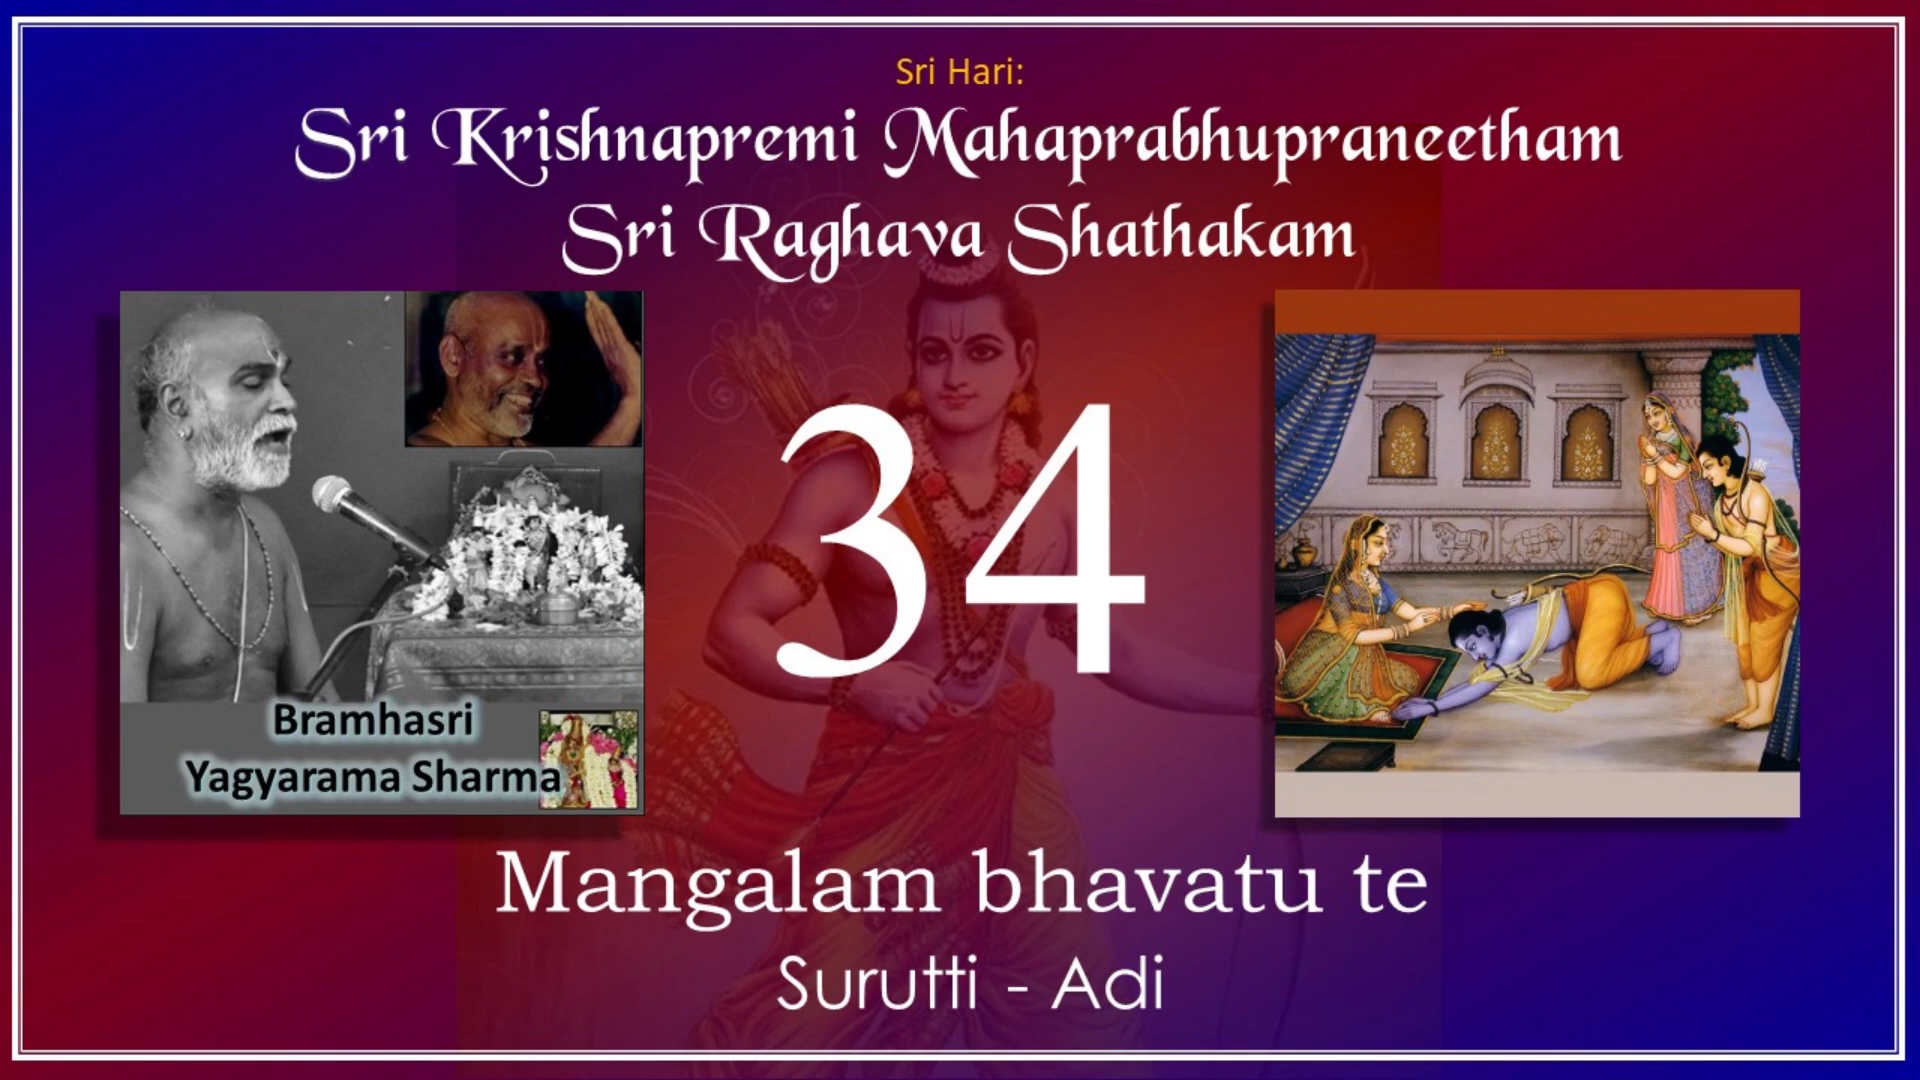 Sri Hari:
Sri Krishnapremi Mahaprabhupraneetham
Sri Raghava Shathakam
34
Bramhasri
Yagyarama Sharma
Mangalam bhavatu te
Surutti - Adi